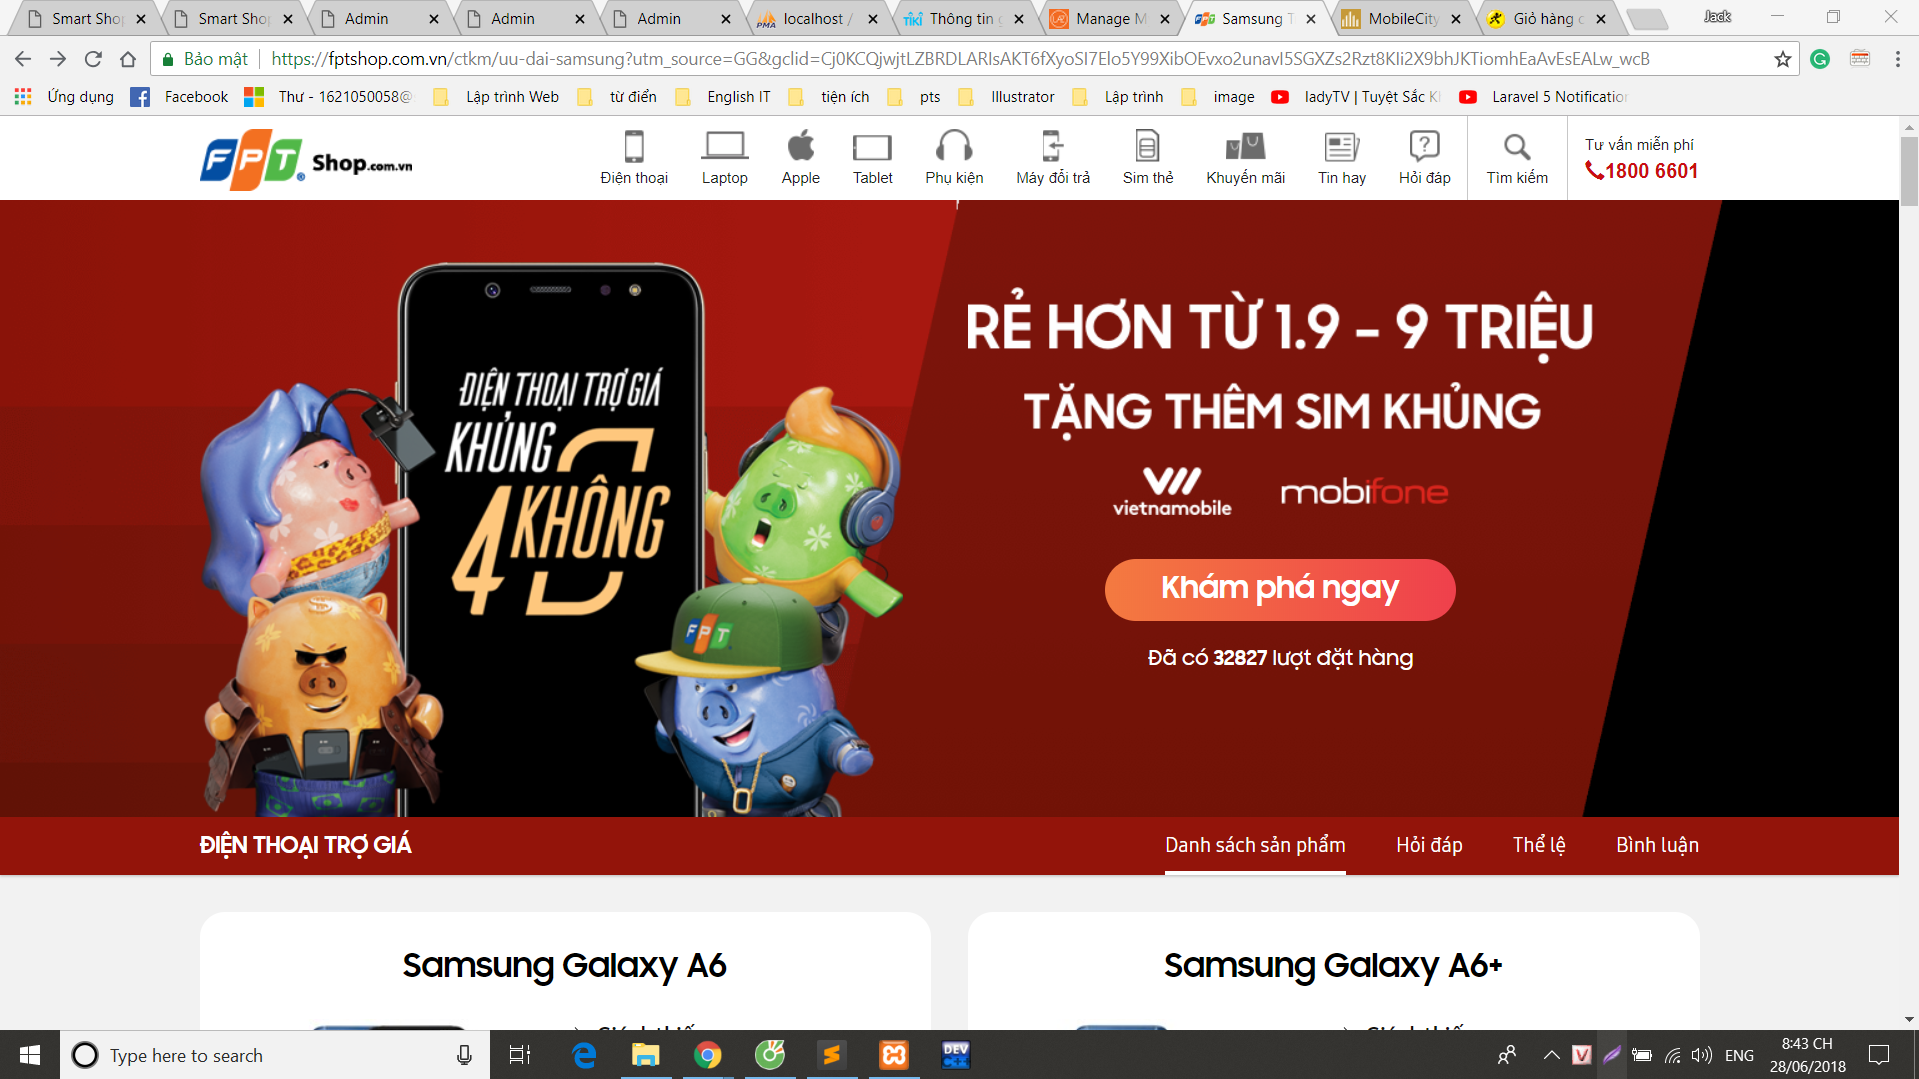 Smart Shop
Smart Shop
Admin
Admin
Admin
localhost /
Thông tin g
Manage M
Samsung T
MobileCity
Giỏ hàng c
Jack
Bảo mật
https://fptshop.com.vn/ctkm/uu-dai-samsung?utm_source=GG&gclid=Cj0KCQjwjtLZBRDLARIsAKT6fXyoSI7Elo5Y99XibOEvxo2unavI5SGXZs2Rzt8KIi2X9bhJKTiomhEaAvEsEALw_wcB
Ứng dụng
Facebook
Thư - 1621050058@
Lập trình Web
từ điển
English IT
tiện ích
pts
Illustrator
Lập trình
image
ladyTV | Tuyệt Sắc K
Laravel 5 Notification
FPT Shop.com.vn
Điện thoại
Laptop
Apple
Tablet
Phụ kiện
Máy đổi trả
Sim thẻ
Khuyến mãi
Tin hay
Hỏi đáp
Tìm kiếm
Tư vấn miễn phí
1800 6601
ĐIỆN THOẠI TRỢ GIÁ
KHỦNG
4 KHÔNG
FPT
RẺ HƠN TỪ 1.9 - 9 TRIỆU
TẶNG THÊM SIM KHỦNG
vietnamobile
mobifone
Khám phá ngay
Đã có 32827 lượt đặt hàng
ĐIỆN THOẠI TRỢ GIÁ
Danh sách sản phẩm
Hỏi đáp
Thể lệ
Bình luận
Samsung Galaxy A6
Samsung Galaxy A6+
Type here to search
DEV
C++
ENG
8:43 CH
28/06/2018